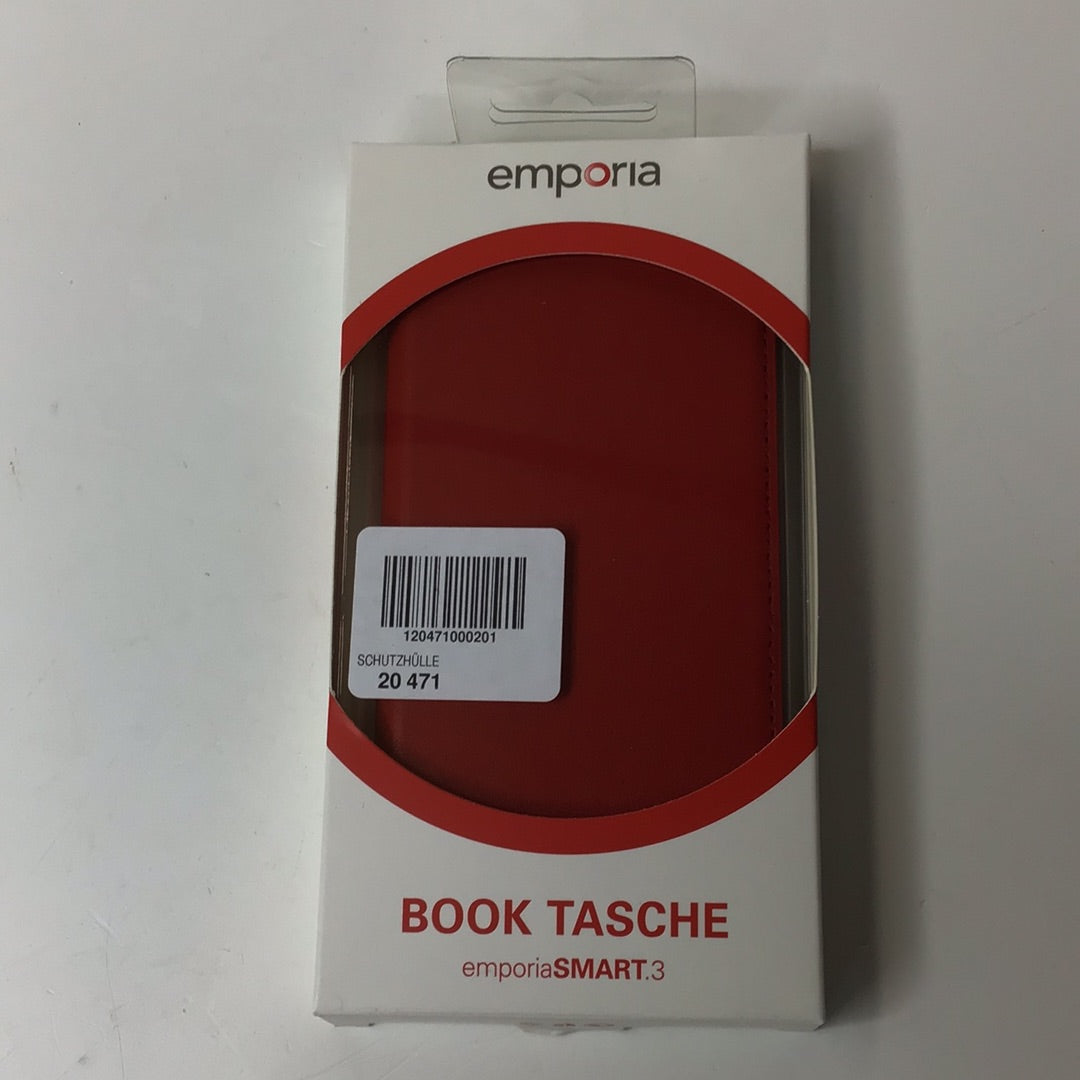 emporia
120471000201
SCHUTZHÜLLE
20 471
BOOK TASCHE
emporiaSMART.3